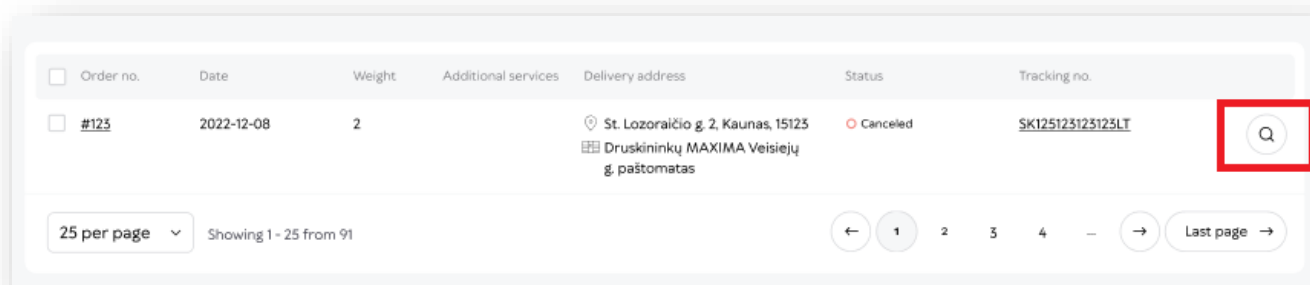 Order no. Date Weight Additional services Delivery address Status Tracking no.
#123 2022-12-08 2 St. Lozoraičio g. 2, Kaunas, 15123 Canceled SK125123123123LT
Druskininkų MAXIMA Veisiejų
g. paštomatas
25 per page Showing 1 - 25 from 91 ← 1 2 3 4 ... → Last page →